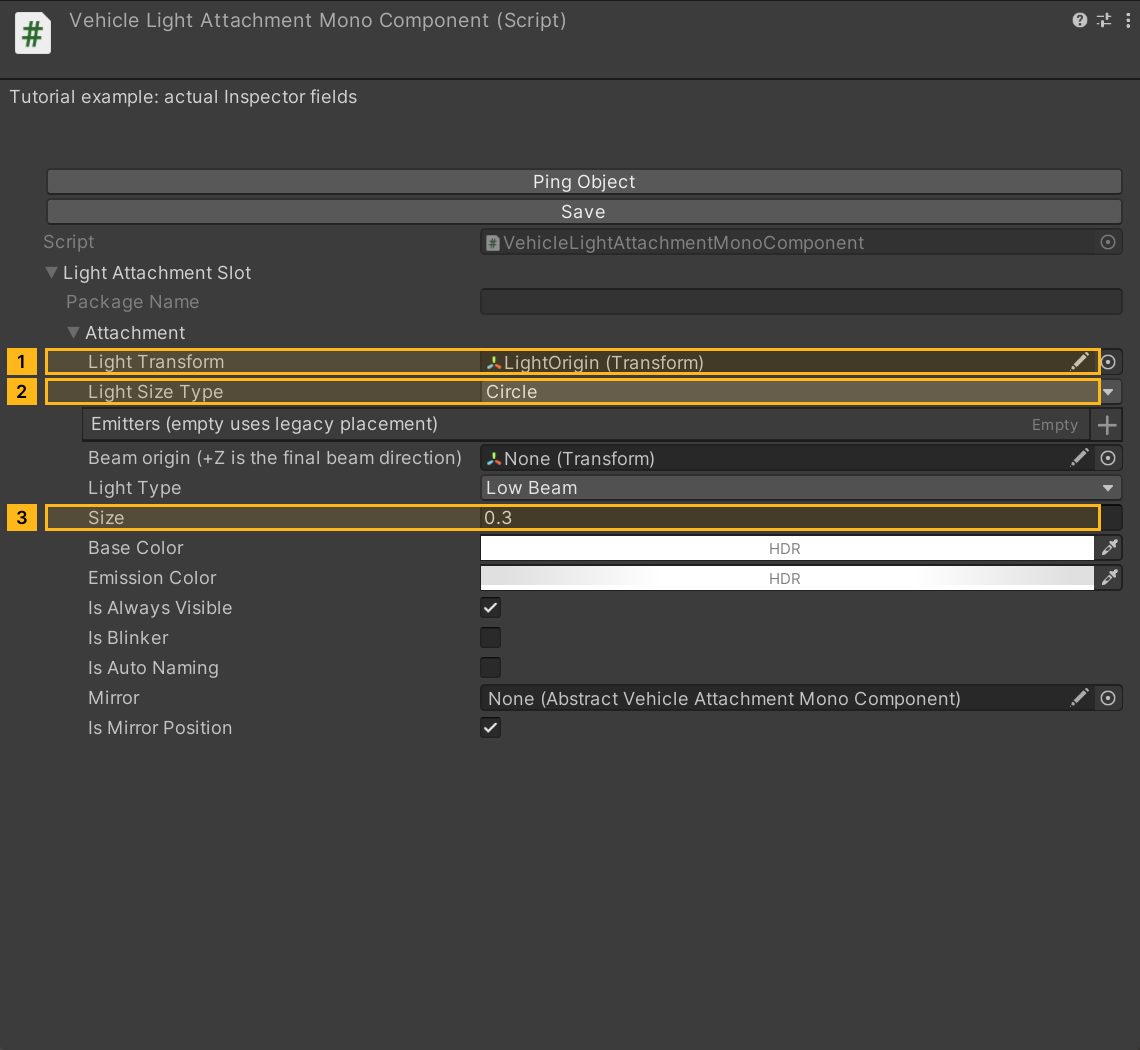 Vehicle Light Attachment Mono Component (Script)
Tutorial example: actual Inspector fields
Ping Object
Save
Script # VehicleLightAttachmentMonoComponent
Light Attachment Slot
Package Name
Attachment
1 Light Transform LightOrigin (Transform)
2 Light Size Type Circle
Emitters (empty uses legacy placement) Empty
Beam origin (+Z is the final beam direction) None (Transform)
Light Type Low Beam
3 Size 0.3
Base Color HDR
Emission Color HDR
Is Always Visible
Is Blinker
Is Auto Naming
Mirror None (Abstract Vehicle Attachment Mono Component)
Is Mirror Position